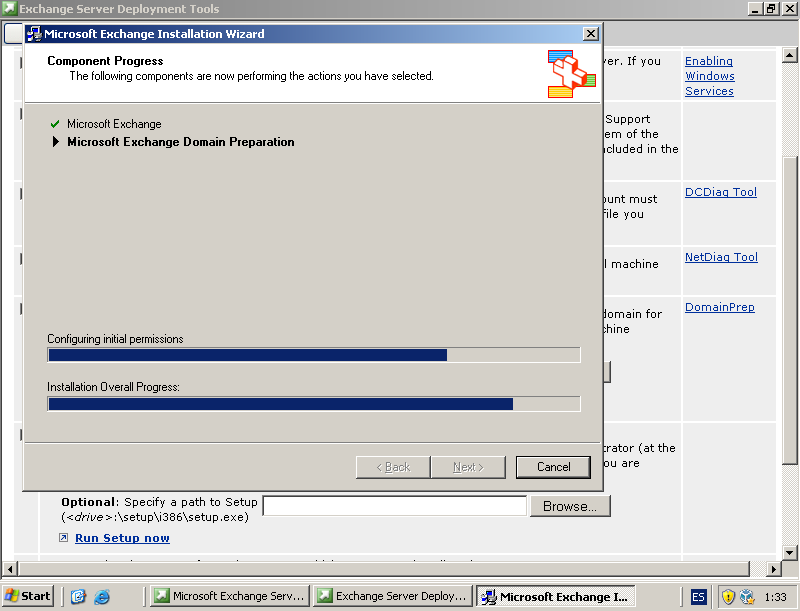 Exchange Server Deployment Tools
Microsoft Exchange Installation Wizard
Component Progress
The following components are now performing the actions you have selected.
Microsoft Exchange
Microsoft Exchange Domain Preparation
Configuring initial permissions
Installation Overall Progress:
< Back
Next >
Cancel
ver. If you
Enabling
Windows
Services
Support
em of the
ncluded in the
ount must
file you
DCDiag Tool
l machine
NetDiag Tool
domain for
chine
DomainPrep
trator (at the
ou are
Optional: Specify a path to Setup
(<drive>:\setup\i386\setup.exe)
Browse...
Run Setup now
Start
Microsoft Exchange Serv...
Exchange Server Deploy...
Microsoft Exchange I...
ES
1:33